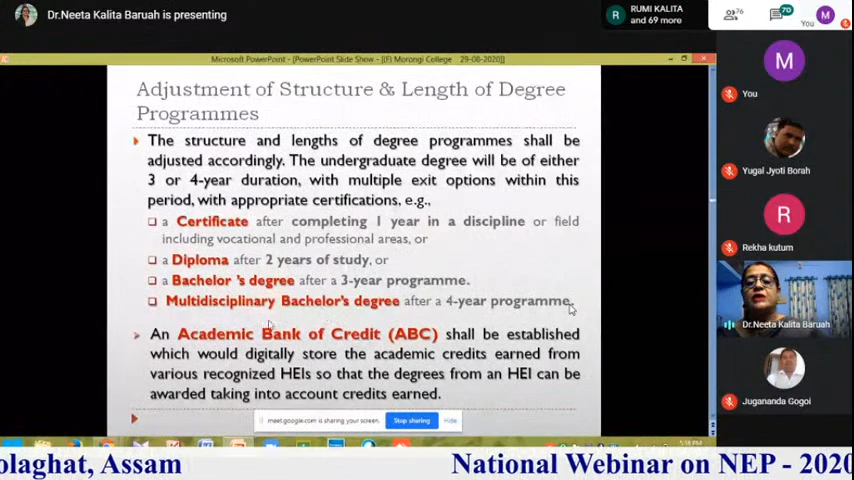 Dr.Neeta Kalita Baruah is presenting
R
RUMI KALITA
and 69 more
76
70
You
M
Microsoft PowerPoint - [PowerPoint Slide Show - [(F) Morongi College 29-08-2020]]
Adjustment of Structure & Length of Degree
Programmes
The structure and lengths of degree programmes shall be
adjusted accordingly. The undergraduate degree will be of either
3 or 4-year duration, with multiple exit options within this
period, with appropriate certifications, e.g.,
a Certificate after completing 1 year in a discipline or field
including vocational and professional areas, or
a Diploma after 2 years of study, or
a Bachelor 's degree after a 3-year programme.
Multidisciplinary Bachelor's degree after a 4-year programme.
An Academic Bank of Credit (ABC) shall be established
which would digitally store the academic credits earned from
various recognized HEIs so that the degrees from an HEI can be
awarded taking into account credits earned.
meet.google.com is sharing your screen.
Stop sharing
Hide
5:18 PM
M
You
Yugal Jyoti Borah
R
Rekha kutum
Dr.Neeta Kalita Baruah
Jugananda Gogoi
olaghat, Assam
National Webinar on NEP - 2020